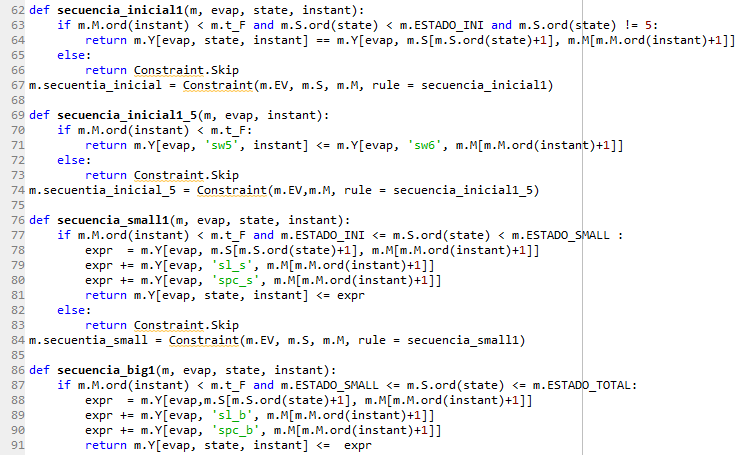 62 def secuencia_inicial1(m, evap, state, instant):
63     if m.M.ord(instant) < m.t_F and m.S.ord(state) < m.ESTADO_INI and m.S.ord(state) != 5:
64         return m.Y[evap, state, instant] == m.Y[evap, m.S[m.S.ord(state)+1], m.M[m.M.ord(instant)+1]]
65     else:
66         return Constraint.Skip
67 m.secuentia_inicial = Constraint(m.EV, m.S, m.M, rule = secuencia_inicial1)
68
69 def secuencia_inicial1_5(m, evap, instant):
70     if m.M.ord(instant) < m.t_F:
71         return m.Y[evap, 'sw5', instant] <= m.Y[evap, 'sw6', m.M[m.M.ord(instant)+1]]
72     else:
73         return Constraint.Skip
74 m.secuentia_inicial_5 = Constraint(m.EV,m.M, rule = secuencia_inicial1_5)
75
76 def secuencia_small1(m, evap, state, instant):
77     if m.M.ord(instant) < m.t_F and m.ESTADO_INI <= m.S.ord(state) < m.ESTADO_SMALL :
78         expr  = m.Y[evap, m.S[m.S.ord(state)+1], m.M[m.M.ord(instant)+1]]
79         expr += m.Y[evap, 'sl_s', m.M[m.M.ord(instant)+1]]
80         expr += m.Y[evap, 'spc_s', m.M[m.M.ord(instant)+1]]
81         return m.Y[evap, state, instant] <= expr
82     else:
83         return Constraint.Skip
84 m.secuentia_small = Constraint(m.EV, m.S, m.M, rule = secuencia_small1)
85
86 def secuencia_big1(m, evap, state, instant):
87     if m.M.ord(instant) < m.t_F and m.ESTADO_SMALL <= m.S.ord(state) <= m.ESTADO_TOTAL:
88         expr  = m.Y[evap,m.S[m.S.ord(state)+1], m.M[m.M.ord(instant)+1]]
89         expr += m.Y[evap, 'sl_b', m.M[m.M.ord(instant)+1]]
90         expr += m.Y[evap, 'spc_b', m.M[m.M.ord(instant)+1]]
91         return m.Y[evap, state, instant] <=  expr